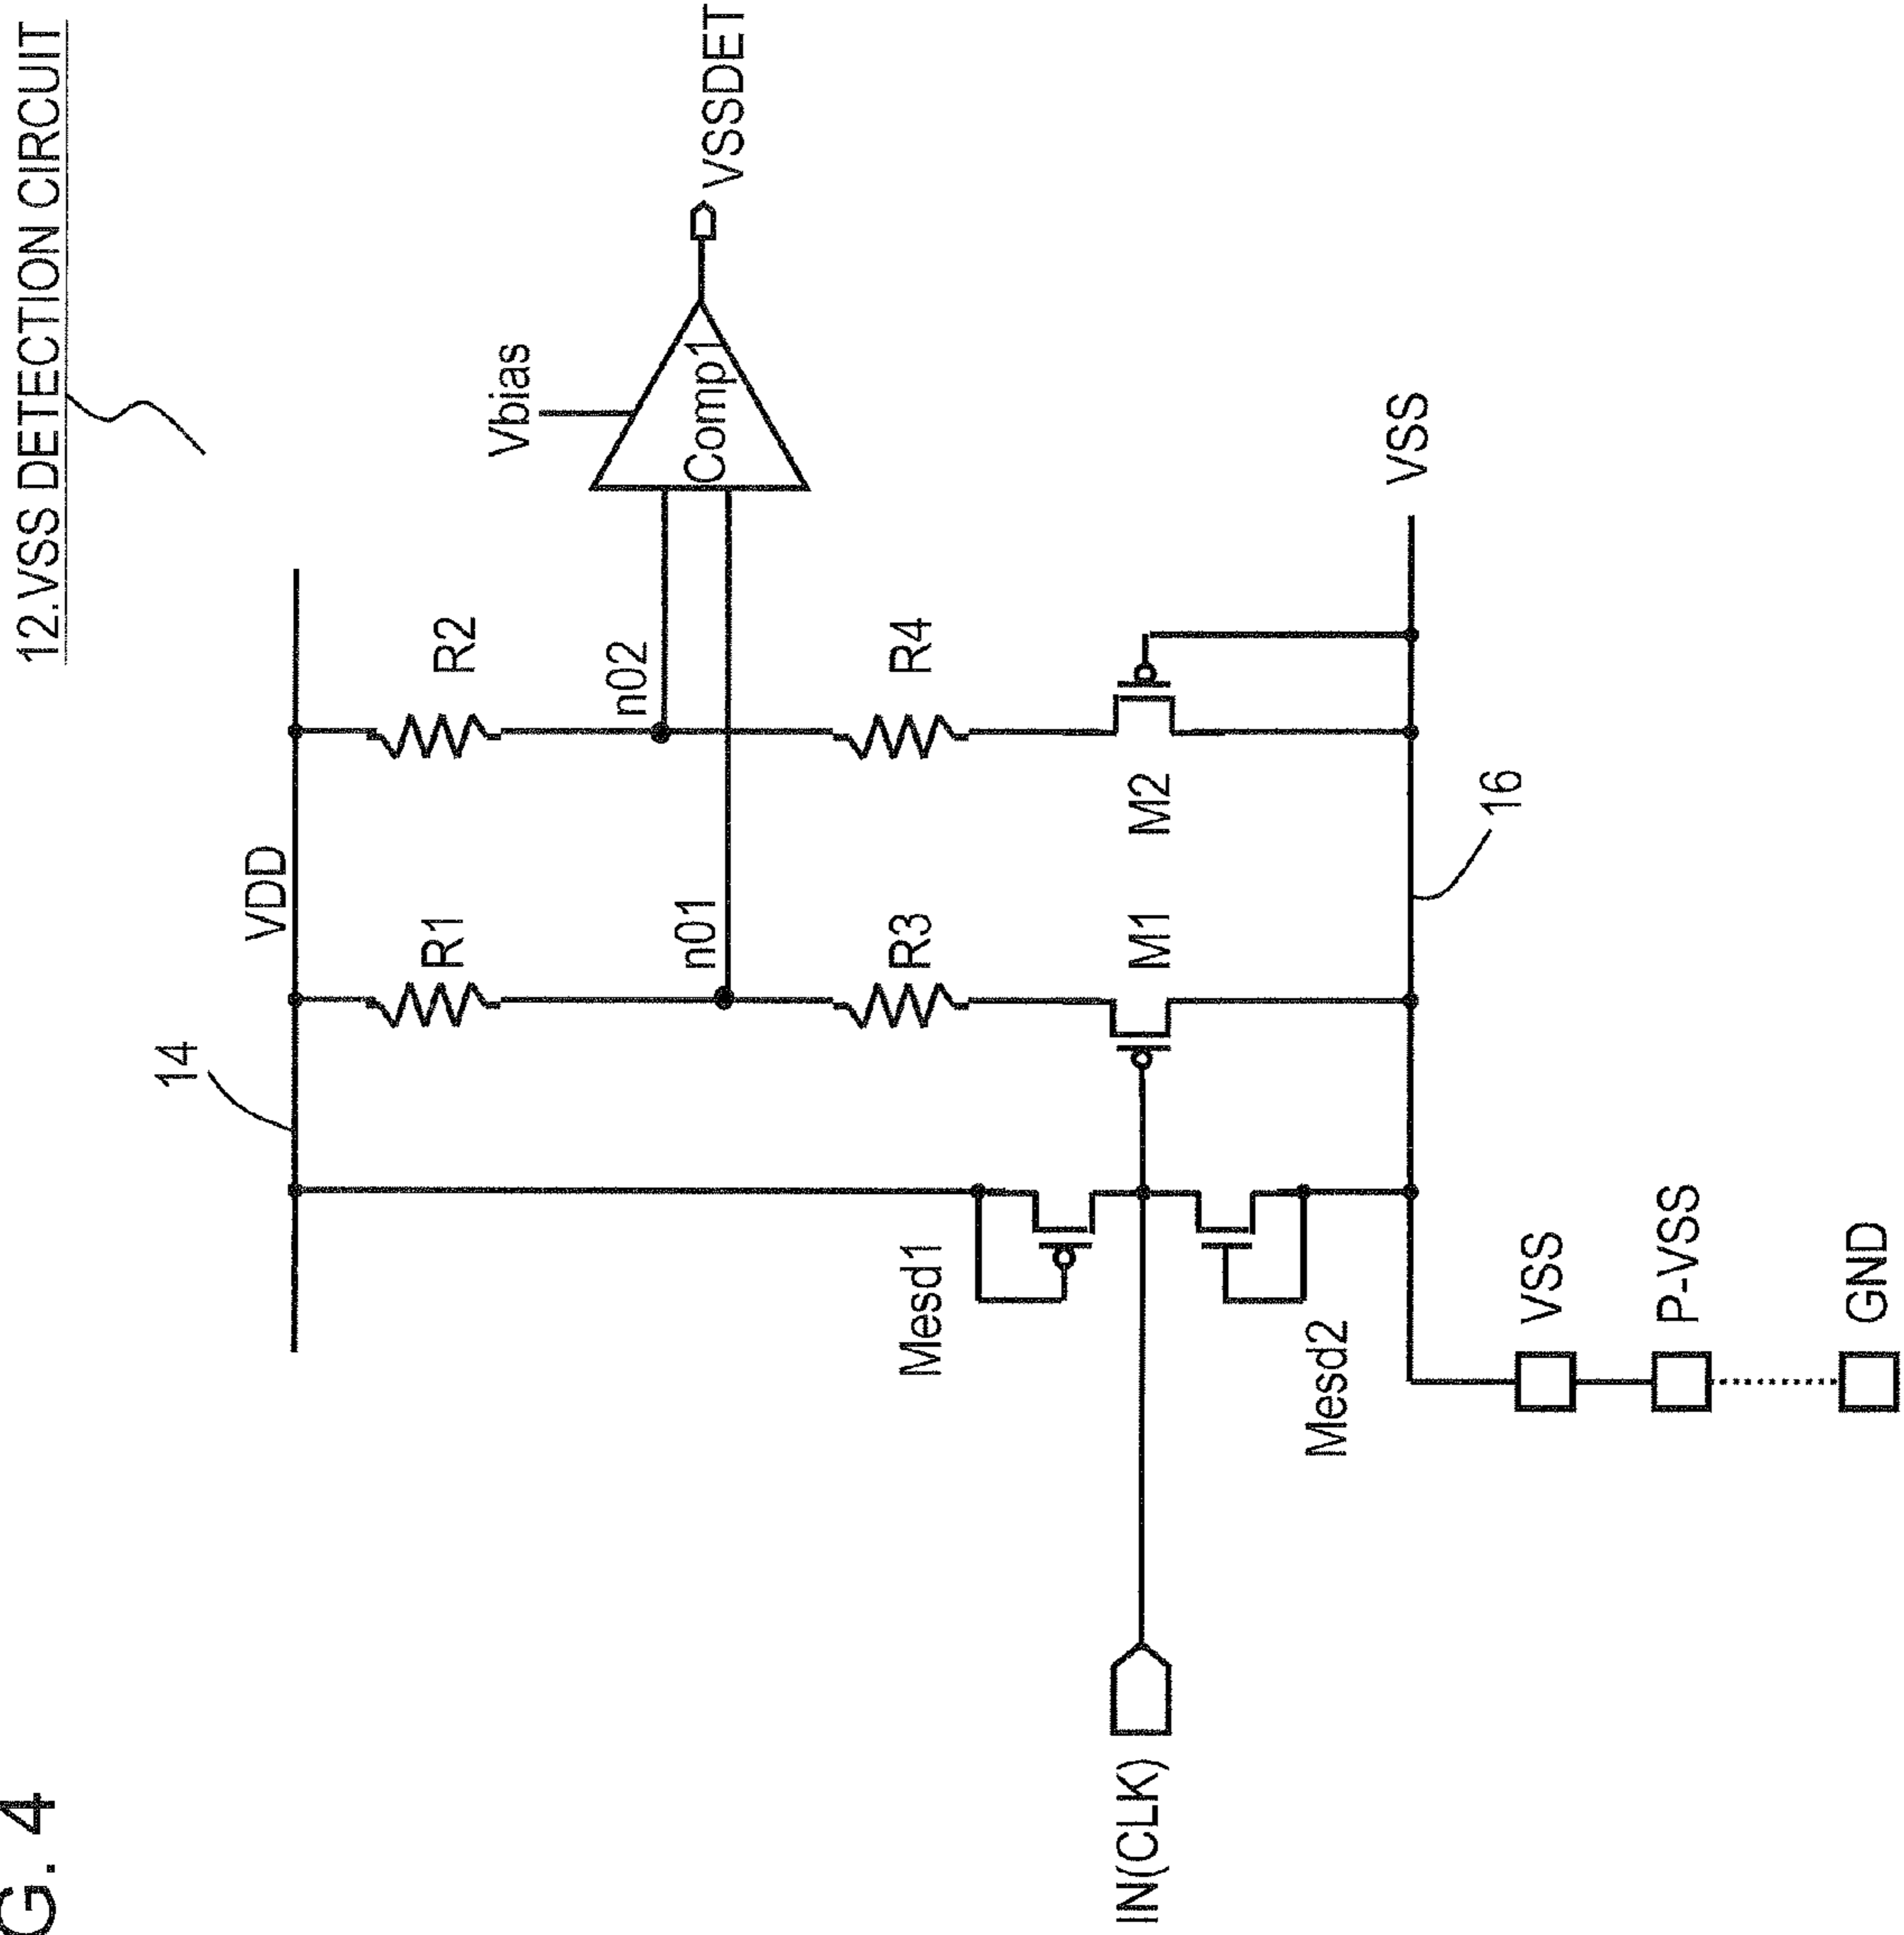 G. 4
12.VSS DETECTION CIRCUIT
14
VDD
R1
R2
n01
n02
Vbias
Comp1
VSSDET
R3
R4
Mesd1
M1
M2
Mesd2
IN(CLK)
16
VSS
VSS
P-VSS
GND